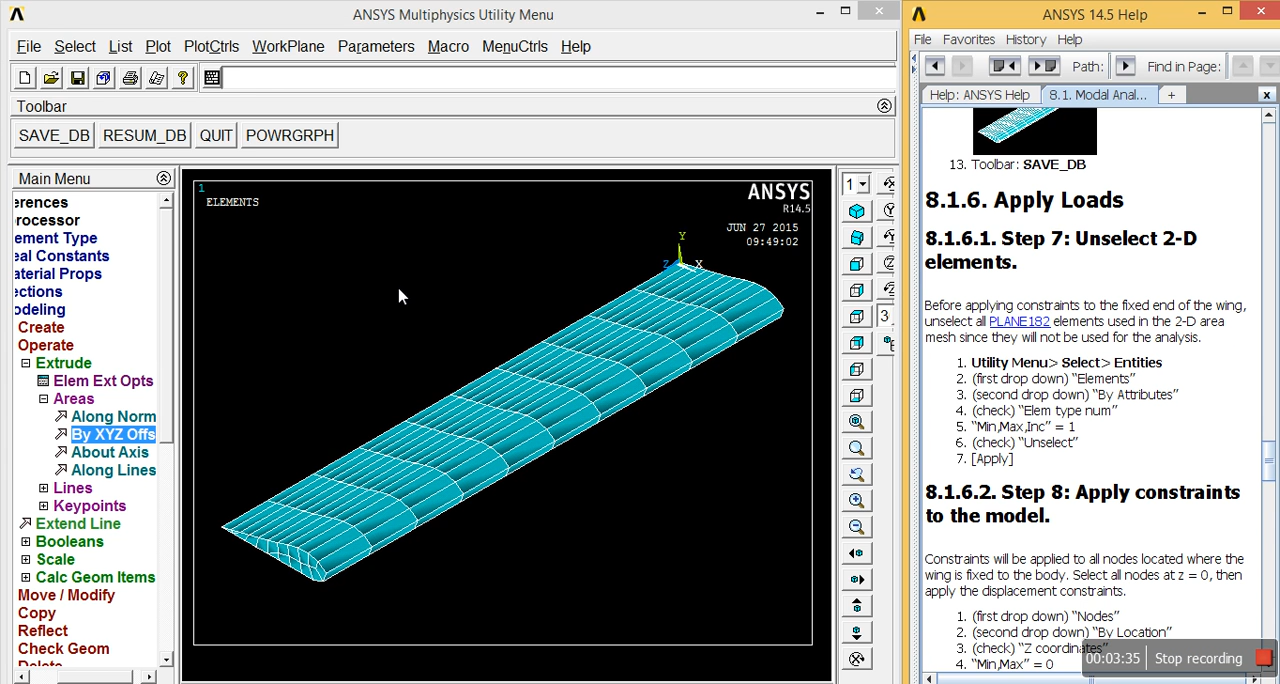 ANSYS Multiphysics Utility Menu
File Select List Plot PlotCtrls WorkPlane Parameters Macro MenuCtrls Help
Toolbar
SAVE_DB RESUM_DB QUIT POWRGRPH
Main Menu
erences
rocessor
ement Type
eal Constants
aterial Props
ections
odeling
Create
Operate
Extrude
Elem Ext Opts
Areas
Along Norm
By XYZ Offs
About Axis
Along Lines
Lines
Keypoints
Extend Line
Booleans
Scale
Calc Geom Items
Move / Modify
Copy
Reflect
Check Geom
1
ELEMENTS
ANSYS
R14.5
JUN 27 2015
09:49:02
Y
Z X
1
3
ANSYS 14.5 Help
File Favorites History Help
Path: Find in Page:
Help: ANSYS Help 8.1. Modal Anal... + x
13. Toolbar: SAVE_DB
8.1.6. Apply Loads
8.1.6.1. Step 7: Unselect 2-D
elements.
Before applying constraints to the fixed end of the wing,
unselect all PLANE182 elements used in the 2-D area
mesh since they will not be used for the analysis.
1. Utility Menu> Select> Entities
2. (first drop down) “Elements”
3. (second drop down) “By Attributes”
4. (check) “Elem type num”
5. “Min,Max,Inc” = 1
6. (check) “Unselect”
7. [Apply]
8.1.6.2. Step 8: Apply constraints
to the model.
Constraints will be applied to all nodes located where the
wing is fixed to the body. Select all nodes at z = 0, then
apply the displacement constraints.
1. (first drop down) “Nodes”
2. (second drop down) “By Location”
3. (check) “Z coordinates”
4. “Min,Max” = 0
00:03:35 Stop recording